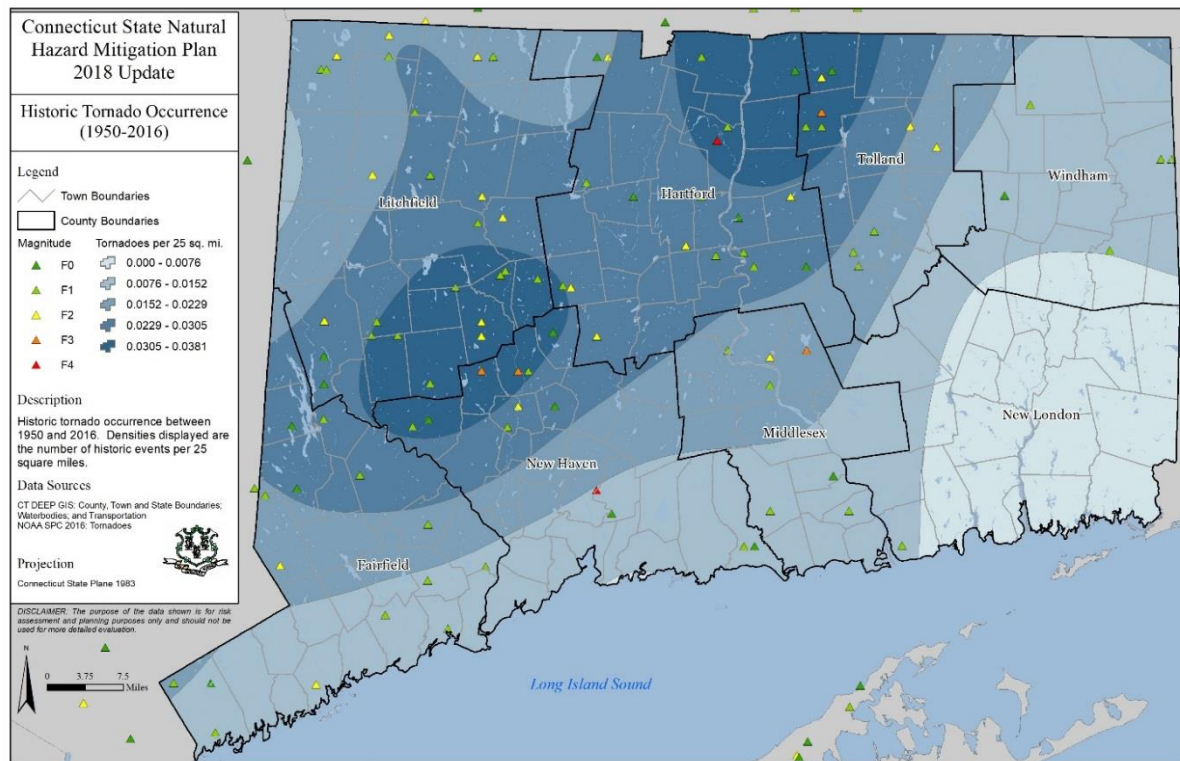 Connecticut State Natural
Hazard Mitigation Plan
2018 Update
Historic Tornado Occurrence
(1950-2016)
Legend
Town Boundaries
County Boundaries
Magnitude Tornadoes per 25 sq. mi.
F0 0.000 - 0.0076
F1 0.0076 - 0.0152
F2 0.0152 - 0.0229
F3 0.0229 - 0.0305
F4 0.0305 - 0.0381
Description
Historic tornado occurrence between
1950 and 2016. Densities displayed are
the number of historic events per 25
square miles.
Data Sources
CT DEEP GIS: County, Town and State Boundaries;
Waterbodies; and Transportation
NOAA SPC 2016: Tornadoes
Projection
Connecticut State Plane 1983
DISCLAIMER: The purpose of the data shown is for risk
assessment and planning purposes only and should not be
used for more detailed evaluation.
N
0 3.75 7.5
Miles
Litchfield
Hartford
Tolland
Windham
New London
Middlesex
New Haven
Fairfield
Long Island Sound